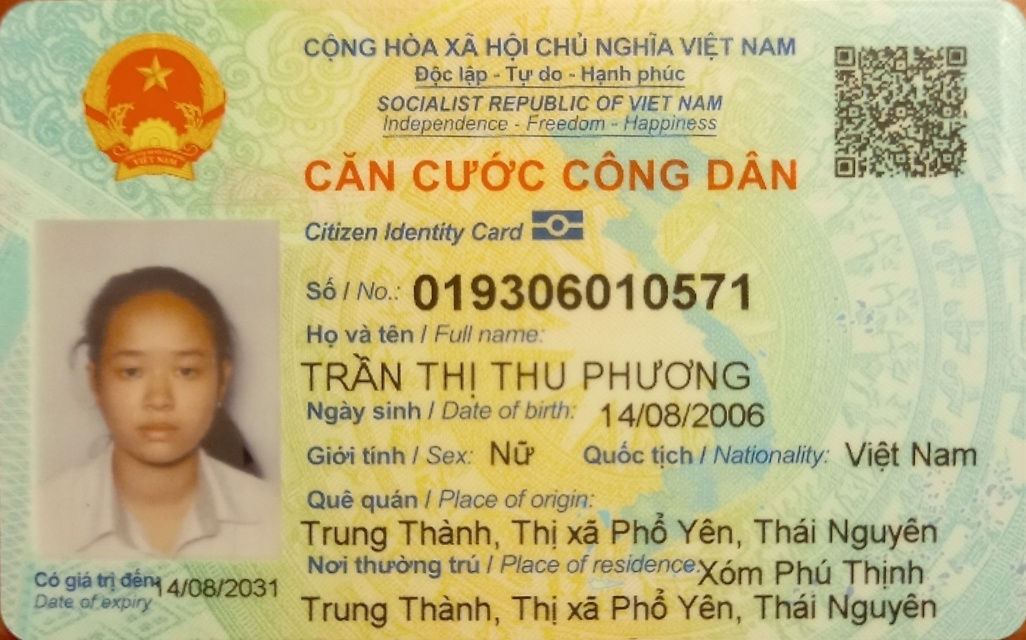 CỘNG HÒA XÃ HỘI CHỦ NGHĨA VIỆT NAM
Độc lập - Tự do - Hạnh phúc
SOCIALIST REPUBLIC OF VIET NAM
Independence - Freedom - Happiness
CĂN CƯỚC CÔNG DÂN
Citizen Identity Card
Số / No.: 019306010571
Họ và tên / Full name:
TRẦN THỊ THU PHƯƠNG
Ngày sinh / Date of birth: 14/08/2006
Giới tính / Sex: Nữ Quốc tịch / Nationality: Việt Nam
Quê quán / Place of origin:
Trung Thành, Thị xã Phổ Yên, Thái Nguyên
Nơi thường trú / Place of residence: Xóm Phú Thịnh
Trung Thành, Thị xã Phổ Yên, Thái Nguyên
Có giá trị đến: 14/08/2031
Date of expiry
VIỆT NAM